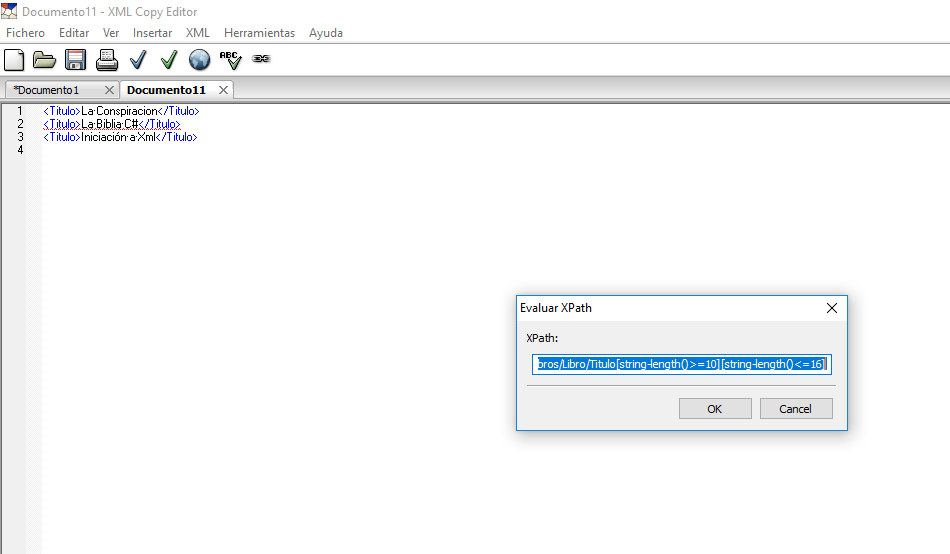 Documento11 - XML Copy Editor
Fichero Editar Ver Insertar XML Herramientas Ayuda
ABC
*Documento1 Documento11
1 <Titulo>La·Conspiracion</Titulo>
2 <Titulo>La·Biblia·C#</Titulo>
3 <Titulo>Iniciación·a·Xml</Titulo>
4
Evaluar XPath
XPath:
bros/Libro/Titulo[string-length()>=10][string-length()<=16]
OK Cancel